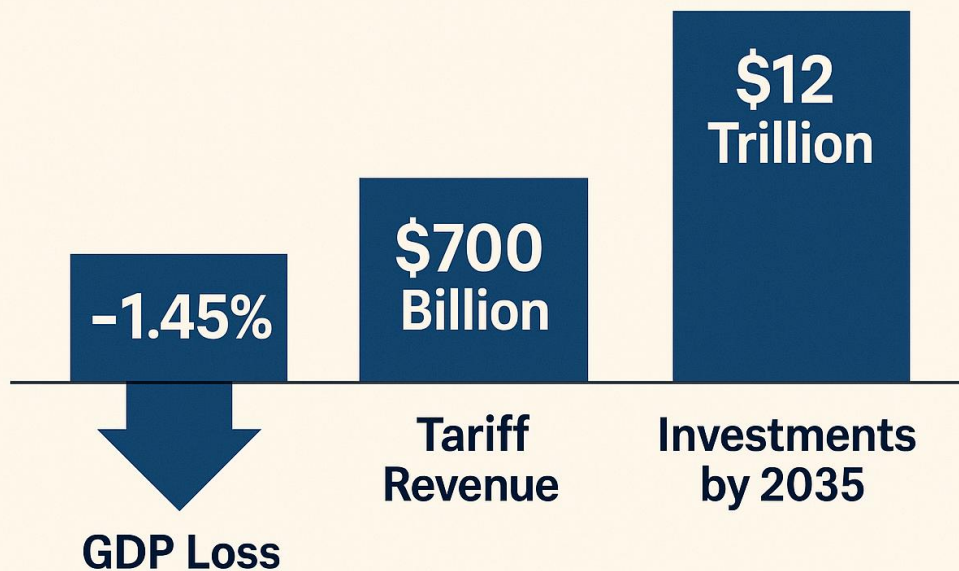 -1.45%
GDP Loss
$700
Billion
Tariff
Revenue
$12
Trillion
Investments
by 2035